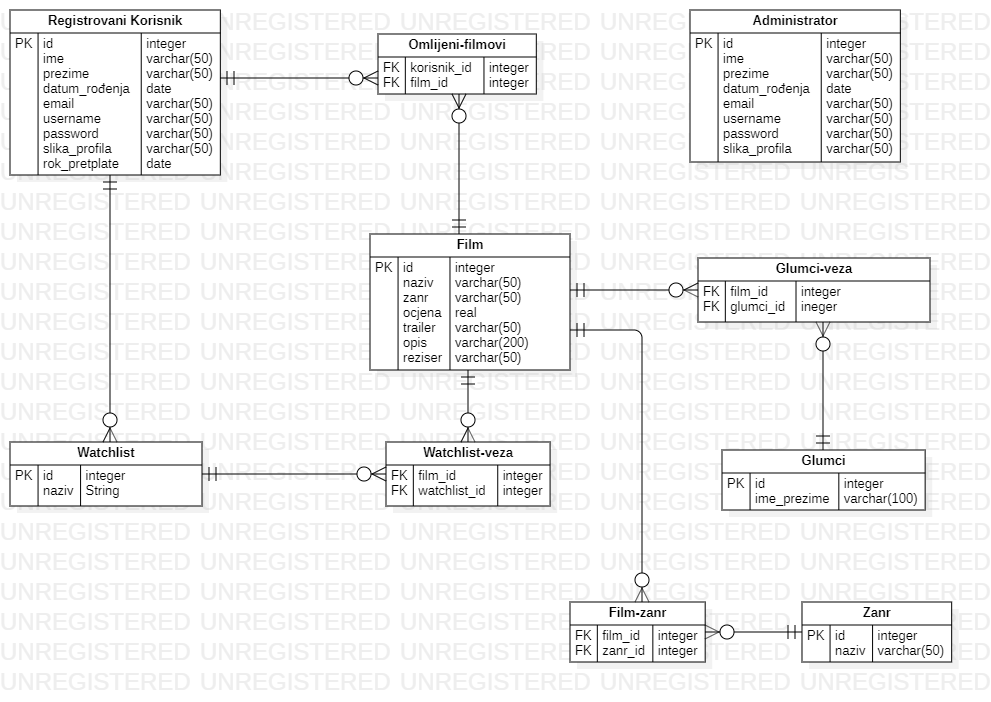 Registrovani Korisnik
PK id integer
ime varchar(50)
prezime varchar(50)
datum_rođenja date
email varchar(50)
username varchar(50)
password varchar(50)
slika_profila varchar(50)
rok_pretplate date
Omlijeni-filmovi
FK korisnik_id integer
FK film_id integer
Administrator
PK id integer
ime varchar(50)
prezime varchar(50)
datum_rođenja date
email varchar(50)
username varchar(50)
password varchar(50)
slika_profila varchar(50)
Film
PK id integer
naziv varchar(50)
zanr varchar(50)
ocjena real
trailer varchar(50)
opis varchar(200)
reziser varchar(50)
Glumci-veza
FK film_id integer
FK glumci_id ineger
Watchlist
PK id integer
naziv String
Watchlist-veza
FK film_id integer
FK watchlist_id integer
Glumci
PK id integer
ime_prezime varchar(100)
Film-zanr
FK film_id integer
FK zanr_id integer
Zanr
PK id integer
naziv varchar(50)
UNREGISTERED UNREGISTERED UNREGISTERED UNREGISTERED UNREGISTERED